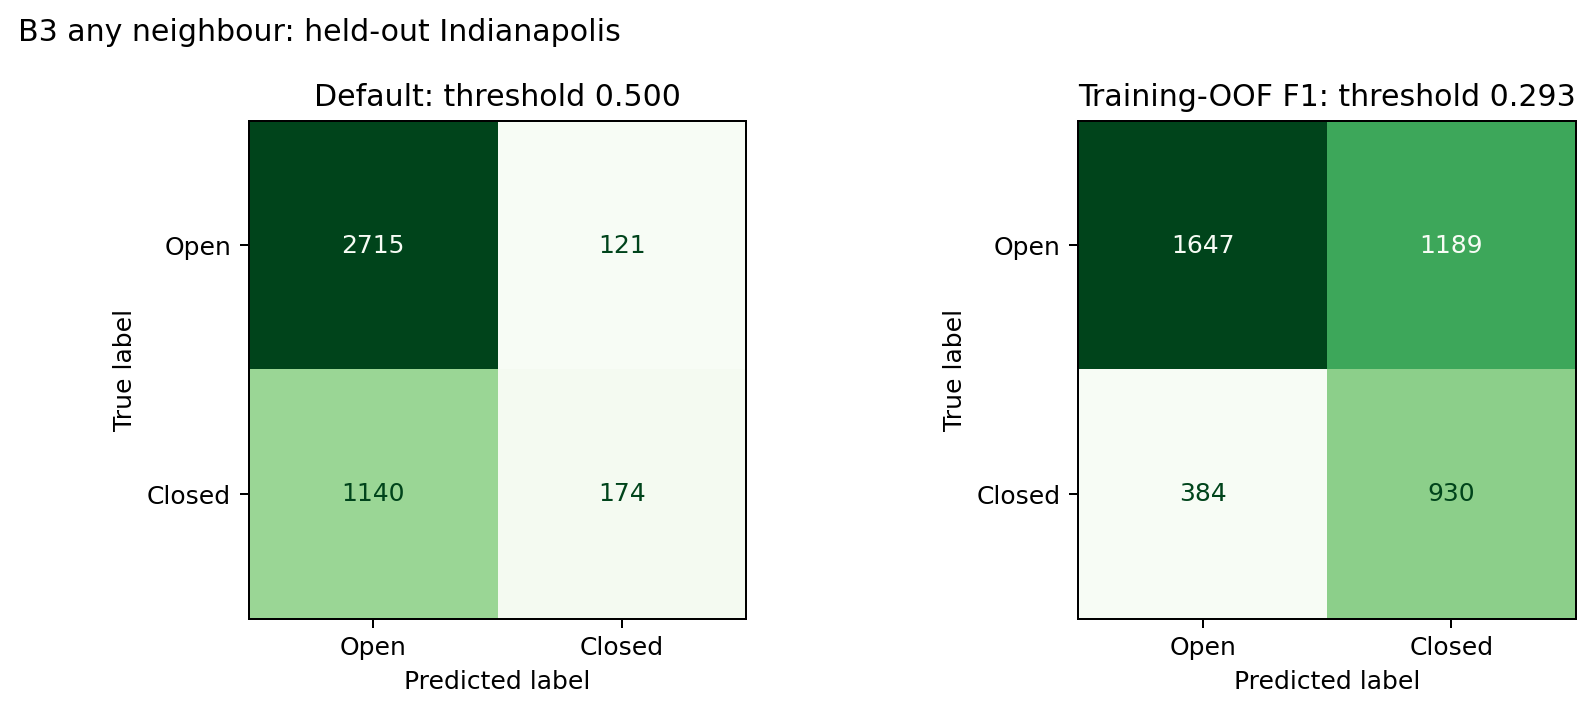 B3 any neighbour: held-out Indianapolis
Default: threshold 0.500
True label
Open
2715
121
Closed
1140
174
Open
Closed
Predicted label
Training-OOF F1: threshold 0.293
True label
Open
1647
1189
Closed
384
930
Open
Closed
Predicted label